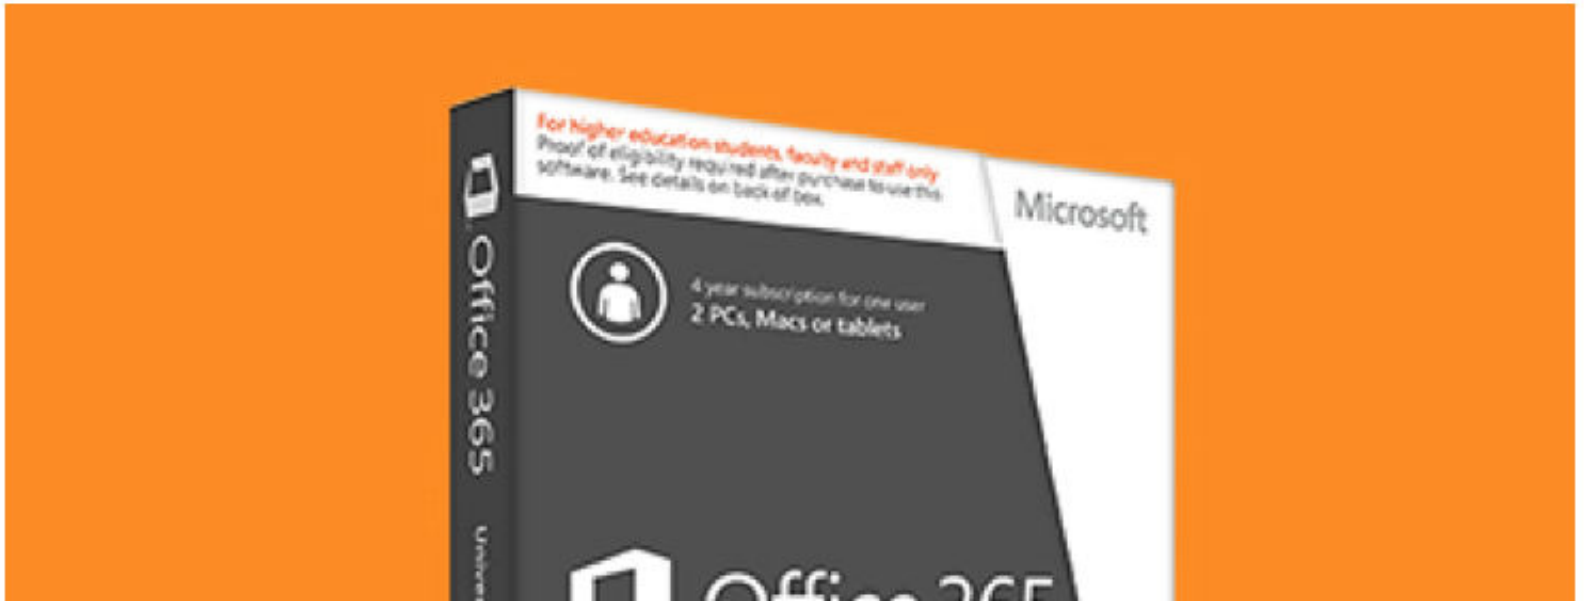 For higher education students, faculty and staff only
Proof of eligibility required after purchase to use this
software. See details on back of box.
Microsoft
4 year subscription for one user
2 PCs, Macs or tablets
Office 365
Office 365